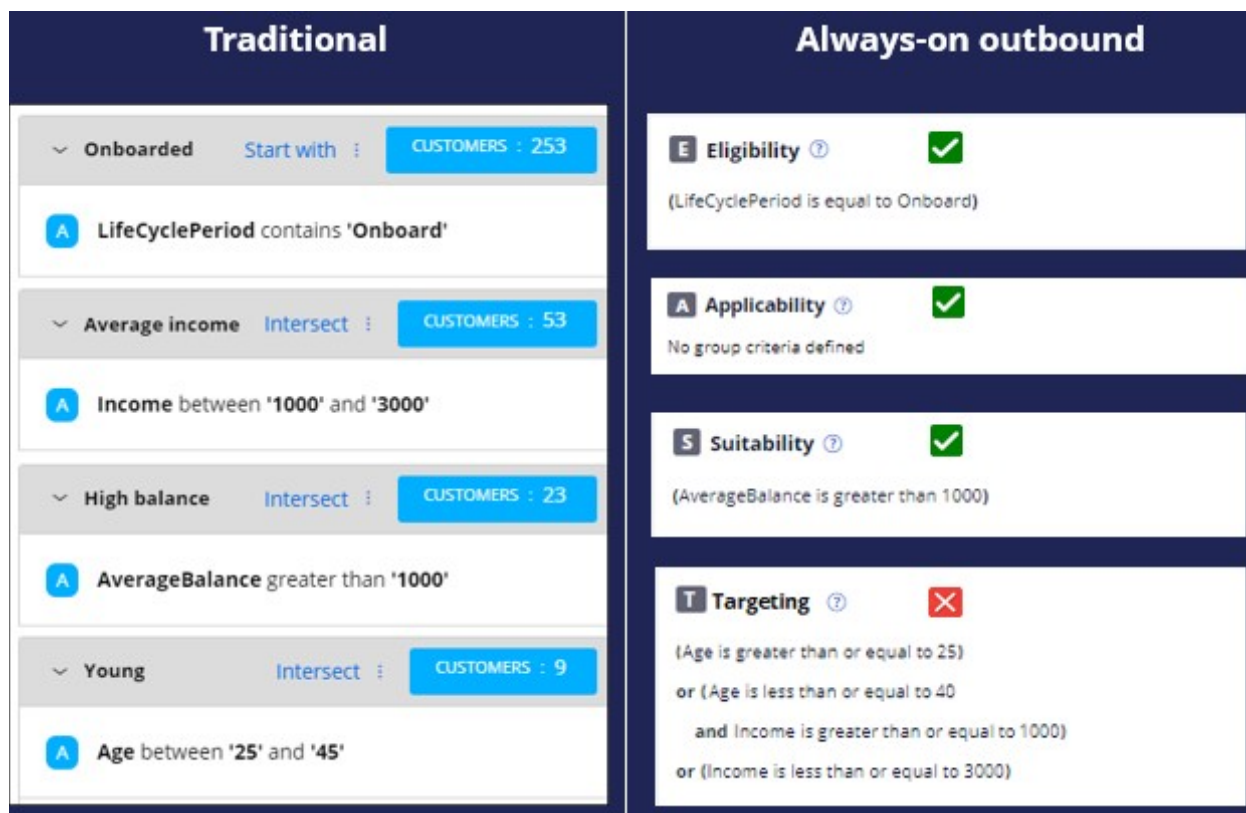 Traditional
Onboarded Start with CUSTOMERS : 253
A LifeCyclePeriod contains 'Onboard'
Average income Intersect CUSTOMERS : 53
A Income between '1000' and '3000'
High balance Intersect CUSTOMERS : 23
A AverageBalance greater than '1000'
Young Intersect CUSTOMERS : 9
A Age between '25' and '45'
Always-on outbound
E Eligibility ?
(LifeCyclePeriod is equal to Onboard)
A Applicability ?
No group criteria defined
S Suitability ?
(AverageBalance is greater than 1000)
T Targeting ?
(Age is greater than or equal to 25)
or (Age is less than or equal to 40
and Income is greater than or equal to 1000)
or (Income is less than or equal to 3000)